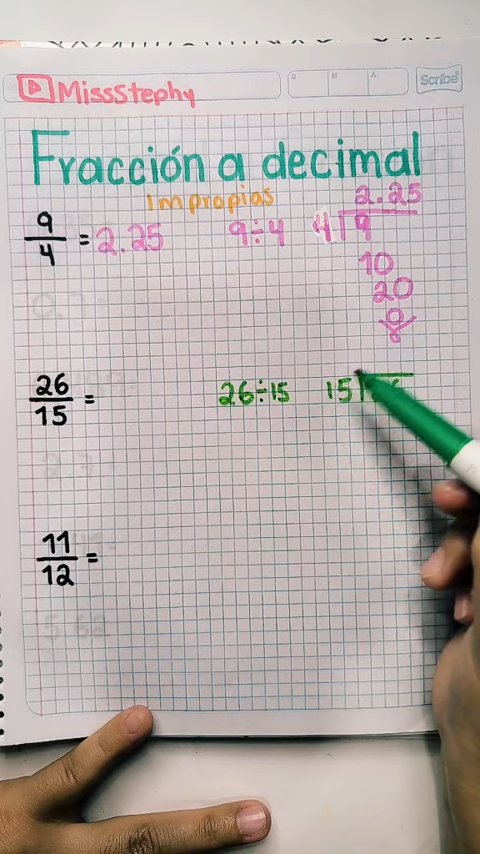 MissStephy
D M A
Scribe
Fracción a decimal
Impropias
9/4 = 2.25 9÷4 4 9 2.25
10
20
0
26/15 = 26÷15 15
11/12 =